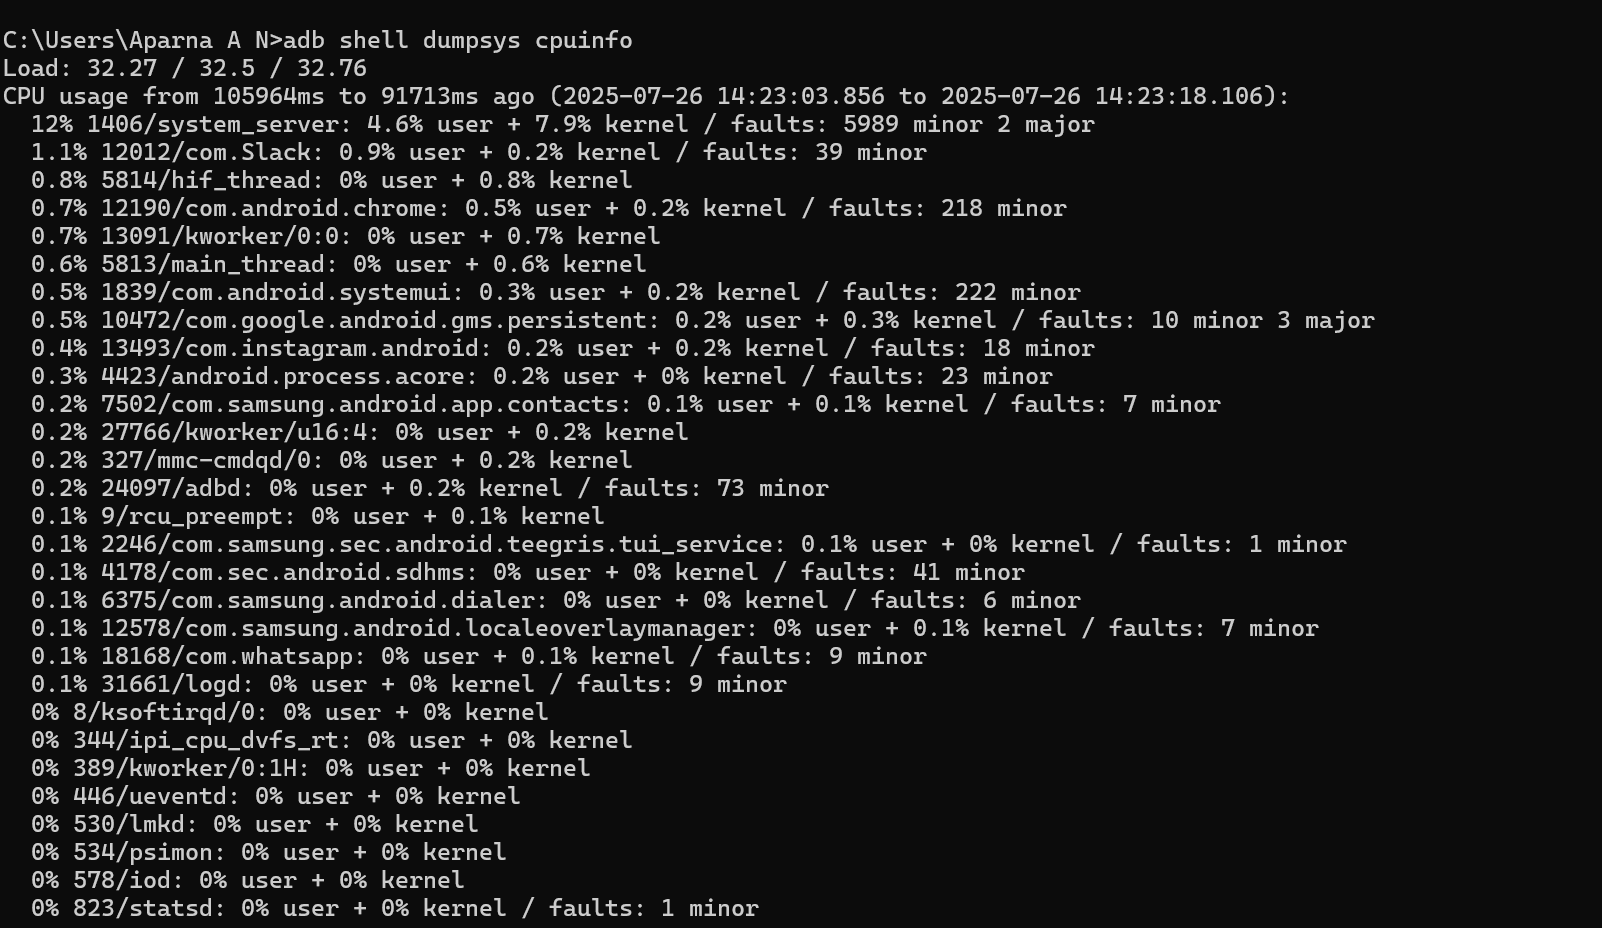 C:\Users\Aparna A N>adb shell dumpsys cpuinfo
Load: 32.27 / 32.5 / 32.76
CPU usage from 105964ms to 91713ms ago (2025-07-26 14:23:03.856 to 2025-07-26 14:23:18.106):
  12% 1406/system_server: 4.6% user + 7.9% kernel / faults: 5989 minor 2 major
  1.1% 12012/com.Slack: 0.9% user + 0.2% kernel / faults: 39 minor
  0.8% 5814/hif_thread: 0% user + 0.8% kernel
  0.7% 12190/com.android.chrome: 0.5% user + 0.2% kernel / faults: 218 minor
  0.7% 13091/kworker/0:0: 0% user + 0.7% kernel
  0.6% 5813/main_thread: 0% user + 0.6% kernel
  0.5% 1839/com.android.systemui: 0.3% user + 0.2% kernel / faults: 222 minor
  0.5% 10472/com.google.android.gms.persistent: 0.2% user + 0.3% kernel / faults: 10 minor 3 major
  0.4% 13493/com.instagram.android: 0.2% user + 0.2% kernel / faults: 18 minor
  0.3% 4423/android.process.acore: 0.2% user + 0% kernel / faults: 23 minor
  0.2% 7502/com.samsung.android.app.contacts: 0.1% user + 0.1% kernel / faults: 7 minor
  0.2% 27766/kworker/u16:4: 0% user + 0.2% kernel
  0.2% 327/mmc-cmdqd/0: 0% user + 0.2% kernel
  0.2% 24097/adbd: 0% user + 0.2% kernel / faults: 73 minor
  0.1% 9/rcu_preempt: 0% user + 0.1% kernel
  0.1% 2246/com.samsung.sec.android.teegris.tui_service: 0.1% user + 0% kernel / faults: 1 minor
  0.1% 4178/com.sec.android.sdhms: 0% user + 0% kernel / faults: 41 minor
  0.1% 6375/com.samsung.android.dialer: 0% user + 0% kernel / faults: 6 minor
  0.1% 12578/com.samsung.android.localeoverlaymanager: 0% user + 0.1% kernel / faults: 7 minor
  0.1% 18168/com.whatsapp: 0% user + 0.1% kernel / faults: 9 minor
  0.1% 31661/logd: 0% user + 0% kernel / faults: 9 minor
  0% 8/ksoftirqd/0: 0% user + 0% kernel
  0% 344/ipi_cpu_dvfs_rt: 0% user + 0% kernel
  0% 389/kworker/0:1H: 0% user + 0% kernel
  0% 446/ueventd: 0% user + 0% kernel
  0% 530/lmkd: 0% user + 0% kernel
  0% 534/psimon: 0% user + 0% kernel
  0% 578/iod: 0% user + 0% kernel
  0% 823/statsd: 0% user + 0% kernel / faults: 1 minor